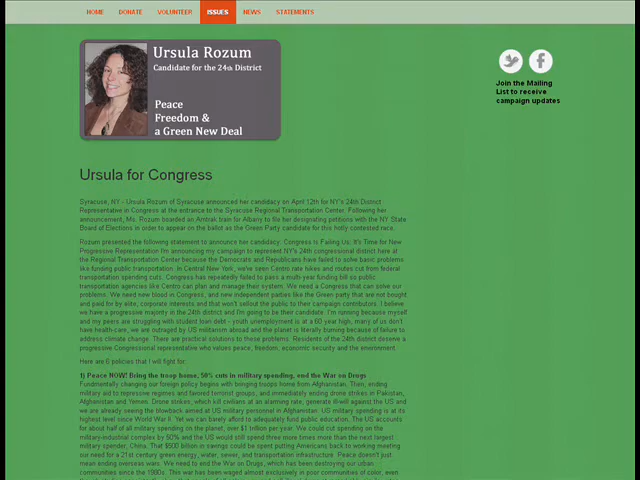 HOME DONATE VOLUNTEER ISSUES NEWS STATEMENTS
Ursula Rozum
Candidate for the 24th District
Peace
Freedom &
a Green New Deal
Join the Mailing
List to receive
campaign updates
Ursula for Congress
Syracuse, NY - Ursula Rozum of Syracuse announced her candidacy on April 12th for NY's 24th District
Representative in Congress at the entrance to the Syracuse Regional Transportation Center. Following her
announcement, Ms. Rozum boarded an Amtrak train for Albany to file her designating petitions with the NY State
Board of Elections in order to appear on the ballot as the Green Party candidate for this hotly contested race.
Rozum presented the following statement to announce her candidacy: Congress is Failing Us: It's Time for New
Progressive Representation I'm announcing my campaign to represent NY's 24th congressional district here at
the Regional Transportation Center because the Democrats and Republicans have failed to solve basic problems
like funding public transportation. In Central New York, we've seen Centro rate hikes and routes cut from federal
transportation spending cuts. Congress has repeatedly failed to pass a multi-year funding bill so public
transportation agencies like Centro can plan and manage their system. We need a Congress that can solve our
problems. We need new blood in Congress, and new independent parties like the Green party that are not bought
and paid for by elite, corporate interests and that won't sellout the public to their campaign contributors. I believe
we have a progressive majority in the 24th district and I'm going to be their candidate. I'm running because myself
and my peers are struggling with student loan debt - youth unemployment is at a 60 year high, many of us don't
have health-care, we are outraged by US militarism abroad and the planet is literally burning because of failure to
address climate change. There are practical solutions to these problems. Residents of the 24th district deserve a
progressive Congressional representative who values peace, freedom, economic security and the environment.
Here are 6 policies that I will fight for:
1) Peace NOW! Bring the troop home, 50% cuts in military spending, end the War on Drugs
Fundamentally changing our foreign policy begins with bringing troops home from Afghanistan. Then, ending
military aid to repressive regimes and favored terrorist groups, and immediately ending drone strikes in Pakistan,
Afghanistan and Yemen. Drone strikes, which kill civilians at an alarming rate, generate ill-will against the US and
we are already seeing the blowback aimed at US military personnel in Afghanistan. US military spending is at its
highest level since World War II. Yet we can barely afford to adequately fund public education. The US accounts
for about half of all military spending on the planet, over $1 trillion per year. We could cut spending on the
military-industrial complex by 50% and the US would still spend three more times more than the next largest
military spender, China. That $500 billion in savings could be spent putting Americans back to working meeting
our need for a 21st century green energy, water, sewer, and transportation infrastructure. Peace doesn't just
mean ending overseas wars. We need to end the War on Drugs, which has been destroying our urban
communities since the 1980s. This war has been waged almost exclusively in poor communities of color, even